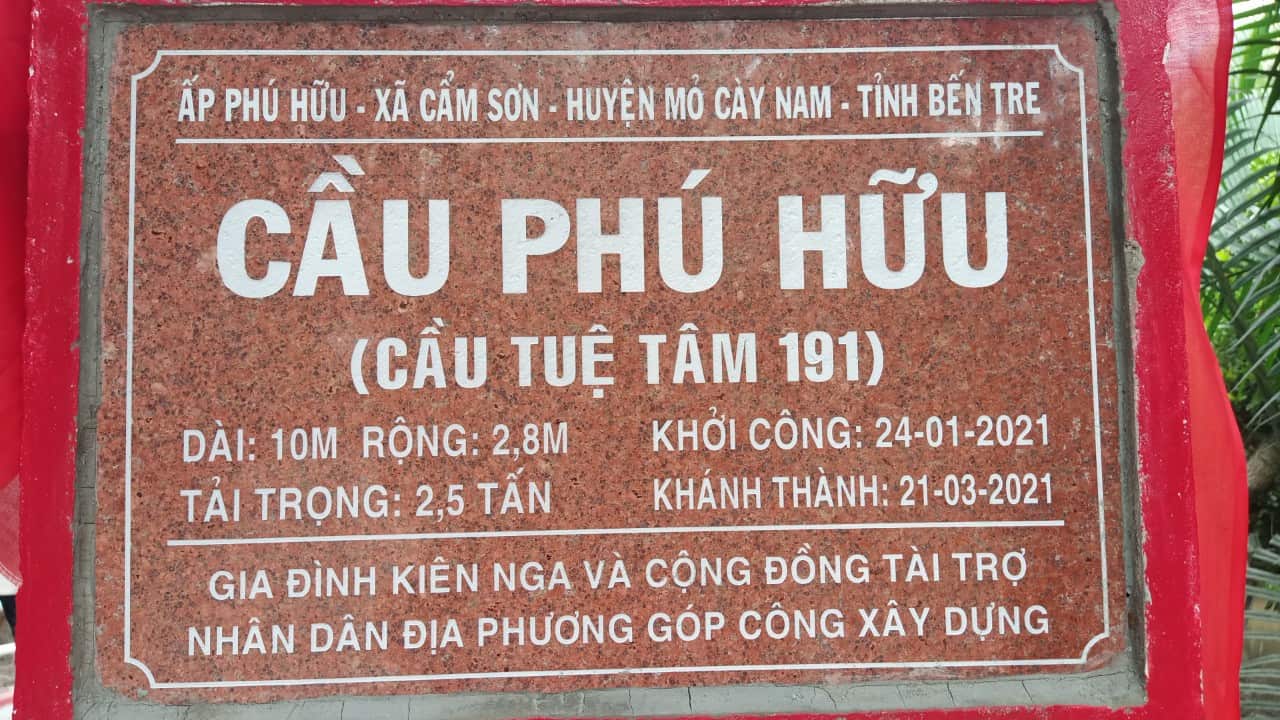 ẤP PHÚ HỮU - XÃ CẨM SƠN - HUYỆN MỎ CÀY NAM - TỈNH BẾN TRE
CẦU PHÚ HỮU
(CẦU TUỆ TÂM 191)
DÀI: 10M RỘNG: 2,8M KHỞI CÔNG: 24-01-2021
TẢI TRỌNG: 2,5 TẤN KHÁNH THÀNH: 21-03-2021
GIA ĐÌNH KIÊN NGA VÀ CỘNG ĐỒNG TÀI TRỢ
NHÂN DÂN ĐỊA PHƯƠNG GÓP CÔNG XÂY DỰNG